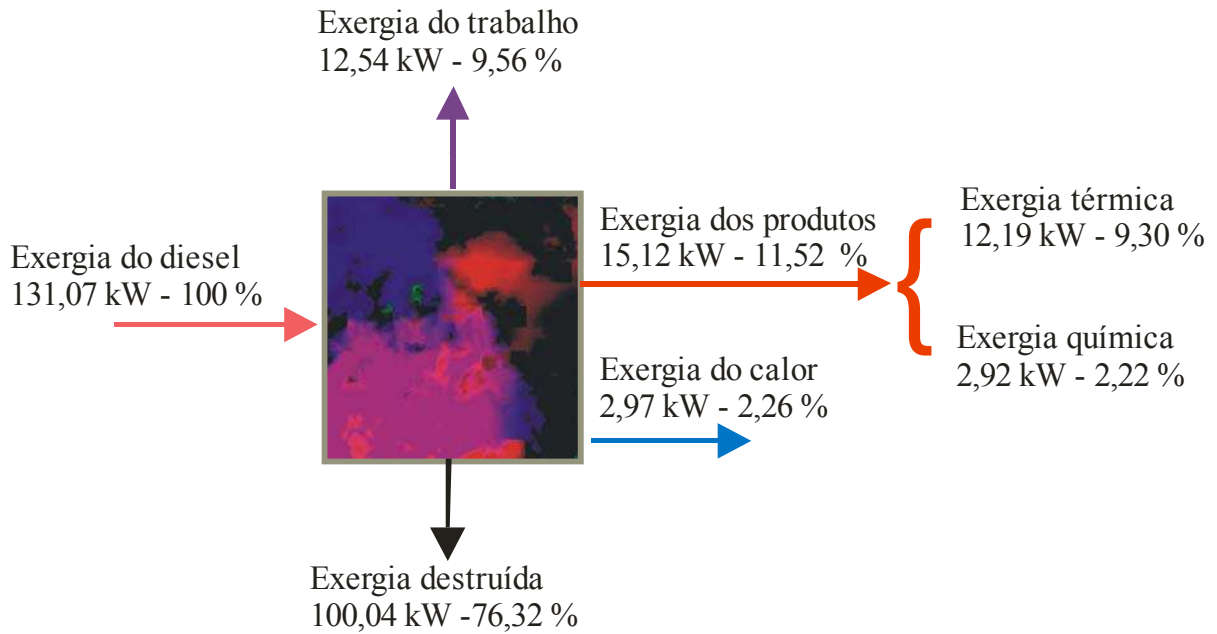 Exergia do trabalho
12,54 kW - 9,56 %
Exergia do diesel
131,07 kW - 100 %
Exergia dos produtos
15,12 kW - 11,52 %
Exergia térmica
12,19 kW - 9,30 %
Exergia química
2,92 kW - 2,22 %
Exergia do calor
2,97 kW - 2,26 %
Exergia destruída
100,04 kW -76,32 %